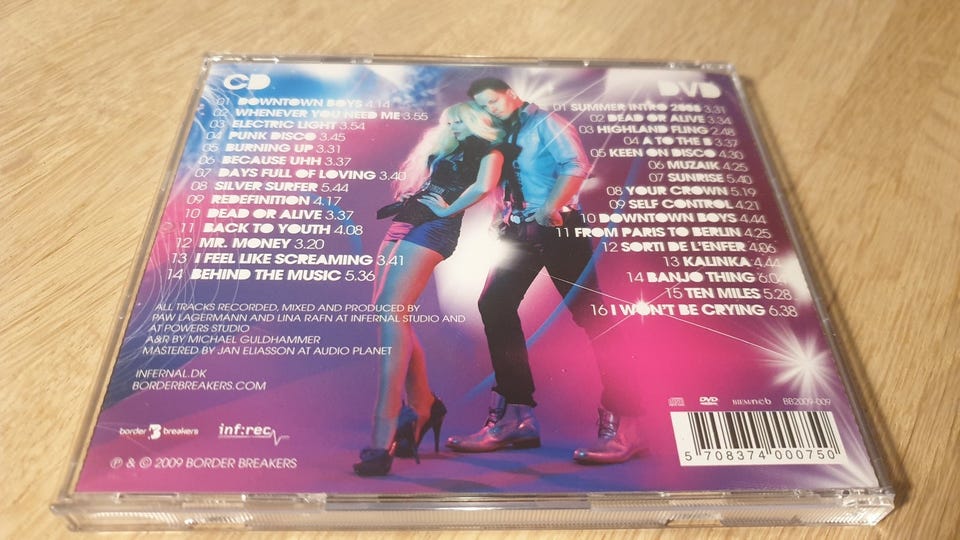 CD
01 DOWNTOWN BOYS 4.14
02 WHENEVER YOU NEED ME 3.55
03 ELECTRIC LIGHT 3.54
04 PUNK DISCO 3.45
05 BURNING UP 3.31
06 BECAUSE UHH 3.37
07 DAYS FULL OF LOVING 3.40
08 SILVER SURFER 5.44
09 REDEFINITION 4.17
10 DEAD OR ALIVE 3.37
11 BACK TO YOUTH 4.08
12 MR. MONEY 3.20
13 I FEEL LIKE SCREAMING 3.41
14 BEHIND THE MUSIC 5.36
ALL TRACKS RECORDED, MIXED AND PRODUCED BY
PAW LAGERMANN AND LINA RAFN AT INFERNAL STUDIO AND
AT POWERS STUDIO
A&R BY MICHAEL GULDHAMMER
MASTERED BY JAN ELIASSON AT AUDIO PLANET
INFERNAL.DK
BORDERBREAKERS.COM
border breakers
inf:rec
℗ & © 2009 BORDER BREAKERS
DVD
01 SUMMER INTRO 2008 3.31
02 DEAD OR ALIVE 3.34
03 HIGHLAND FLING 2.48
04 A TO THE B 3.37
05 KEEN ON DISCO 4.30
06 MUZAIK 4.25
07 SUNRISE 5.40
08 YOUR CROWN 5.19
09 SELF CONTROL 4.21
10 DOWNTOWN BOYS 4.44
11 FROM PARIS TO BERLIN 4.25
12 SORTI DE L'ENFER 4.06
13 KALINKA 4.44
14 BANJO THING 6.04
15 TEN MILES 5.28
16 I WON'T BE CRYING 6.38
DVD
BIEM/ncb
BB2009-009
5 708374 000750